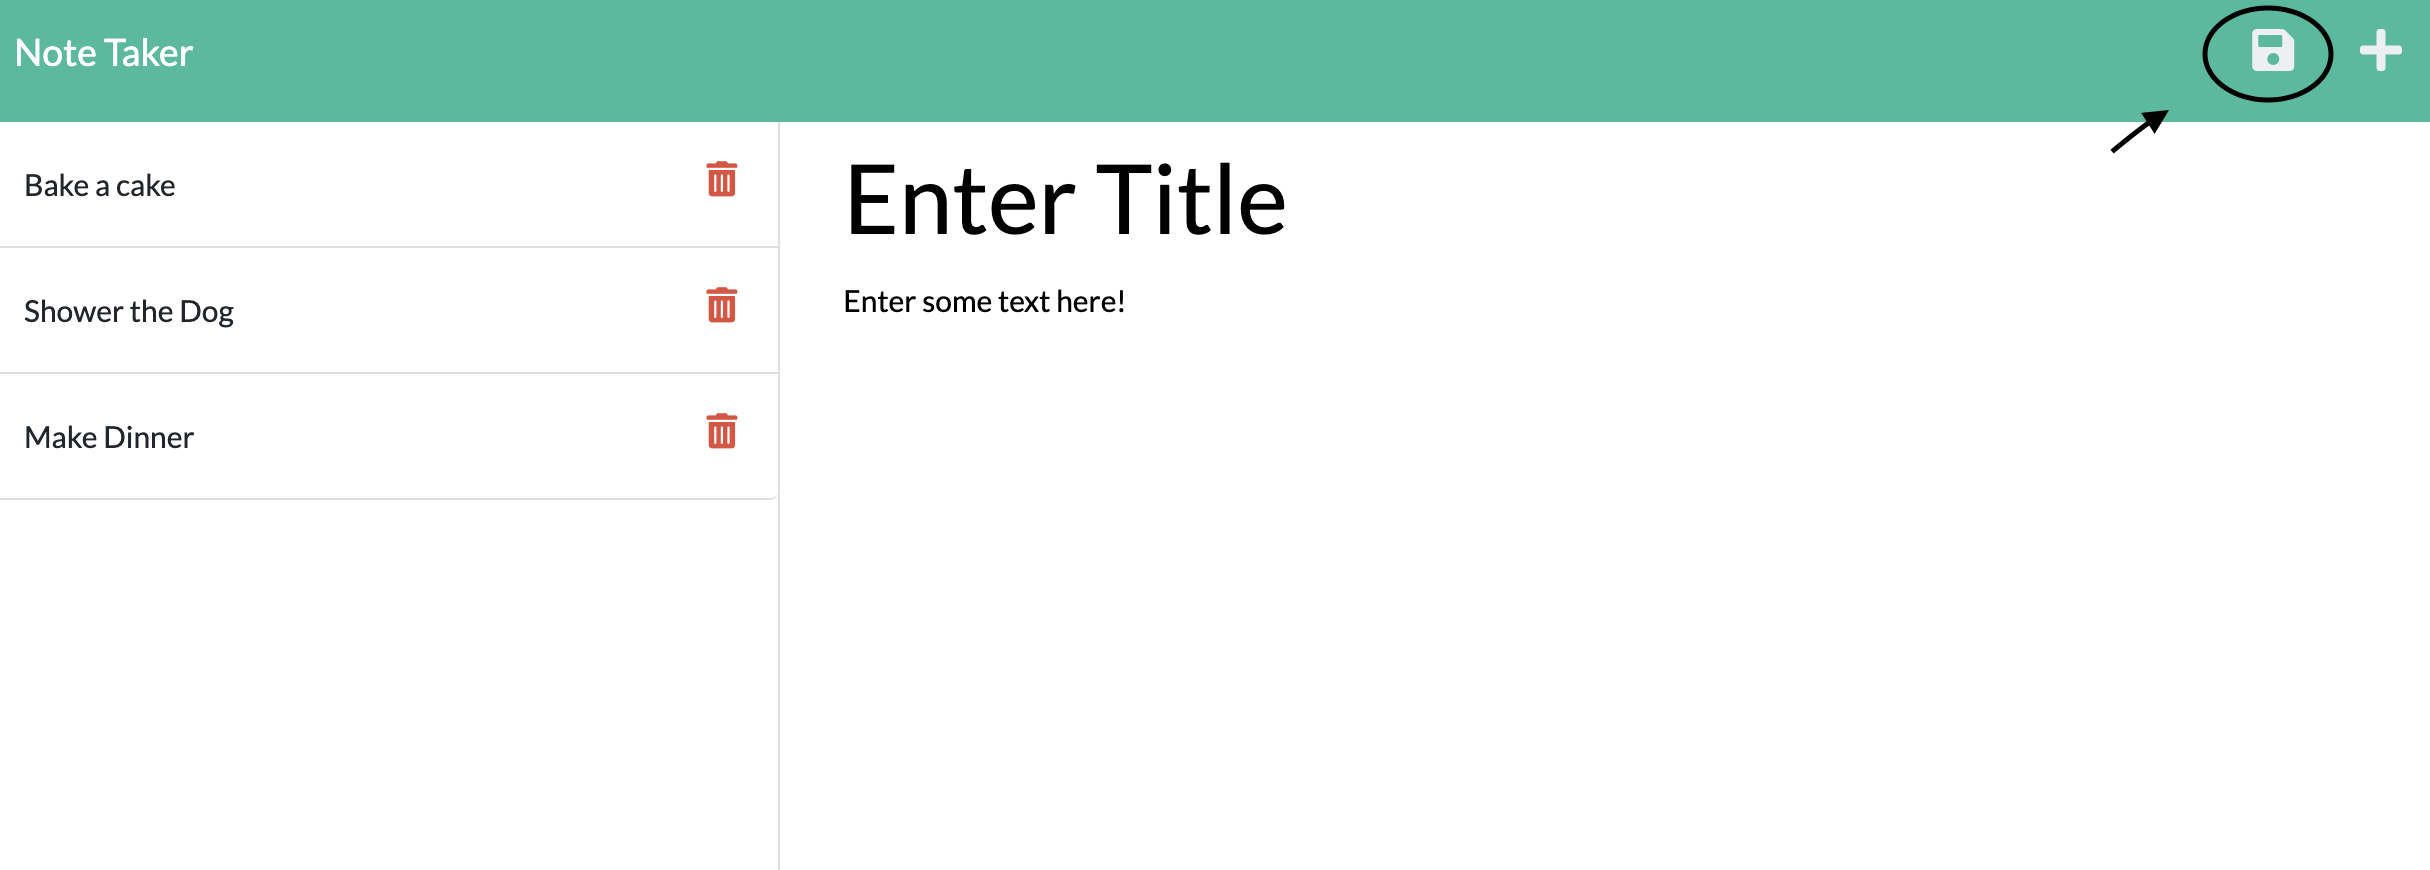 Note Taker
Bake a cake
Shower the Dog
Make Dinner
Enter Title
Enter some text here!